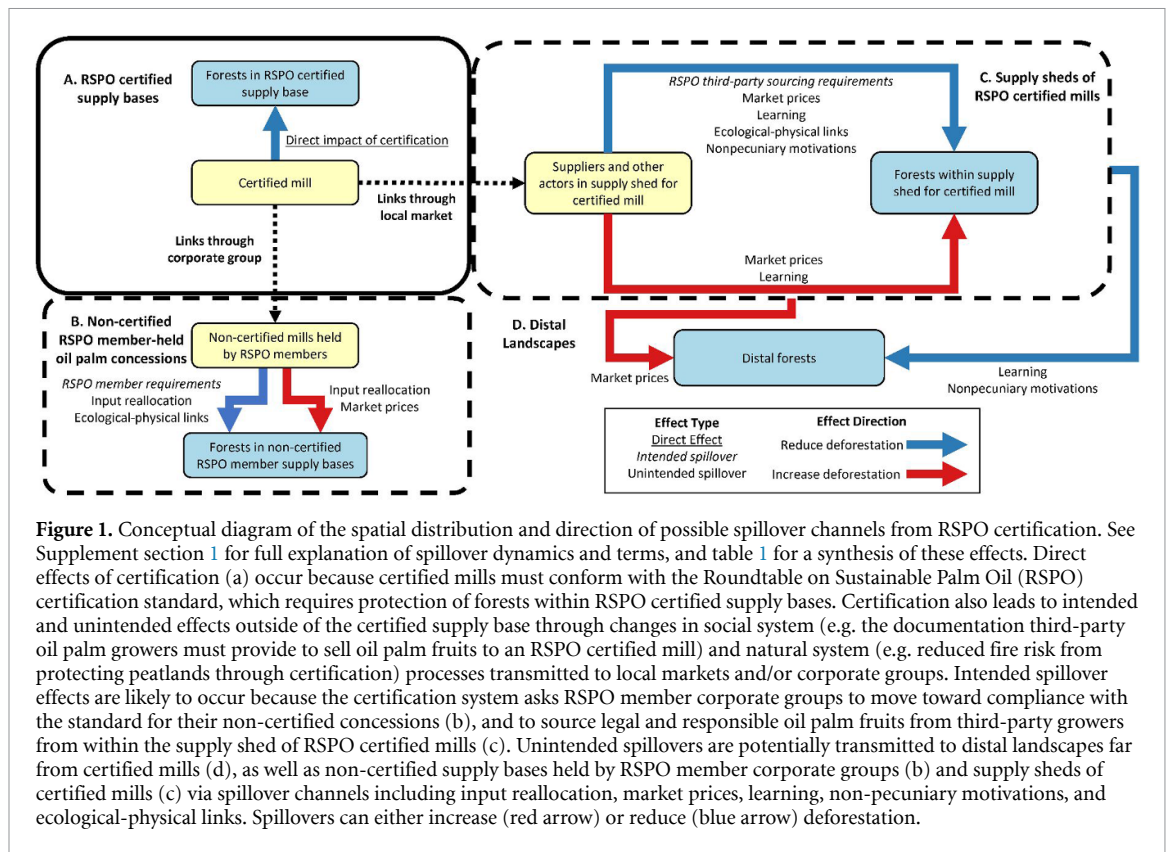 A. RSPO certified
supply bases
Forests in RSPO certified
supply base
Direct impact of certification
Certified mill
Links through
local market
Links through
corporate group
RSPO third-party sourcing requirements
Market prices
Learning
Ecological-physical links
Nonpecuniary motivations
C. Supply sheds of
RSPO certified mills
Suppliers and other
actors in supply shed for
certified mill
Forests within supply
shed for certified mill
Market prices
Learning
B. Non-certified
RSPO member-held
oil palm concessions
Non-certified mills held
by RSPO members
RSPO member requirements
Input reallocation
Ecological-physical links
Input reallocation
Market prices
Forests in non-certified
RSPO member supply bases
D. Distal
Landscapes
Distal forests
Market prices
Learning
Nonpecuniary motivations
Effect Type
Direct Effect
Intended spillover
Unintended spillover
Effect Direction
Reduce deforestation
Increase deforestation
Figure 1. Conceptual diagram of the spatial distribution and direction of possible spillover channels from RSPO certification. See
Supplement section 1 for full explanation of spillover dynamics and terms, and table 1 for a synthesis of these effects. Direct
effects of certification (a) occur because certified mills must conform with the Roundtable on Sustainable Palm Oil (RSPO)
certification standard, which requires protection of forests within RSPO certified supply bases. Certification also leads to intended
and unintended effects outside of the certified supply base through changes in social system (e.g. the documentation third-party
oil palm growers must provide to sell oil palm fruits to an RSPO certified mill) and natural system (e.g. reduced fire risk from
protecting peatlands through certification) processes transmitted to local markets and/or corporate groups. Intended spillover
effects are likely to occur because the certification system asks RSPO member corporate groups to move toward compliance with
the standard for their non-certified concessions (b), and to source legal and responsible oil palm fruits from third-party growers
from within the supply shed of RSPO certified mills (c). Unintended spillovers are potentially transmitted to distal landscapes far
from certified mills (d), as well as non-certified supply bases held by RSPO member corporate groups (b) and supply sheds of
certified mills (c) via spillover channels including input reallocation, market prices, learning, non-pecuniary motivations, and
ecological-physical links. Spillovers can either increase (red arrow) or reduce (blue arrow) deforestation.